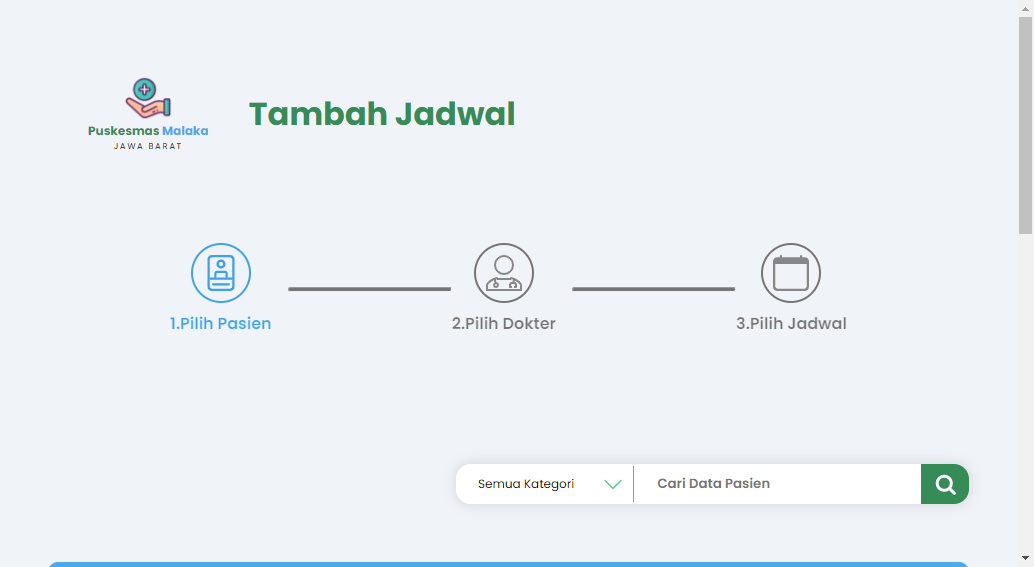 Puskesmas Malaka
JAWA BARAT
Tambah Jadwal
1.Pilih Pasien
2.Pilih Dokter
3.Pilih Jadwal
Semua Kategori
Cari Data Pasien